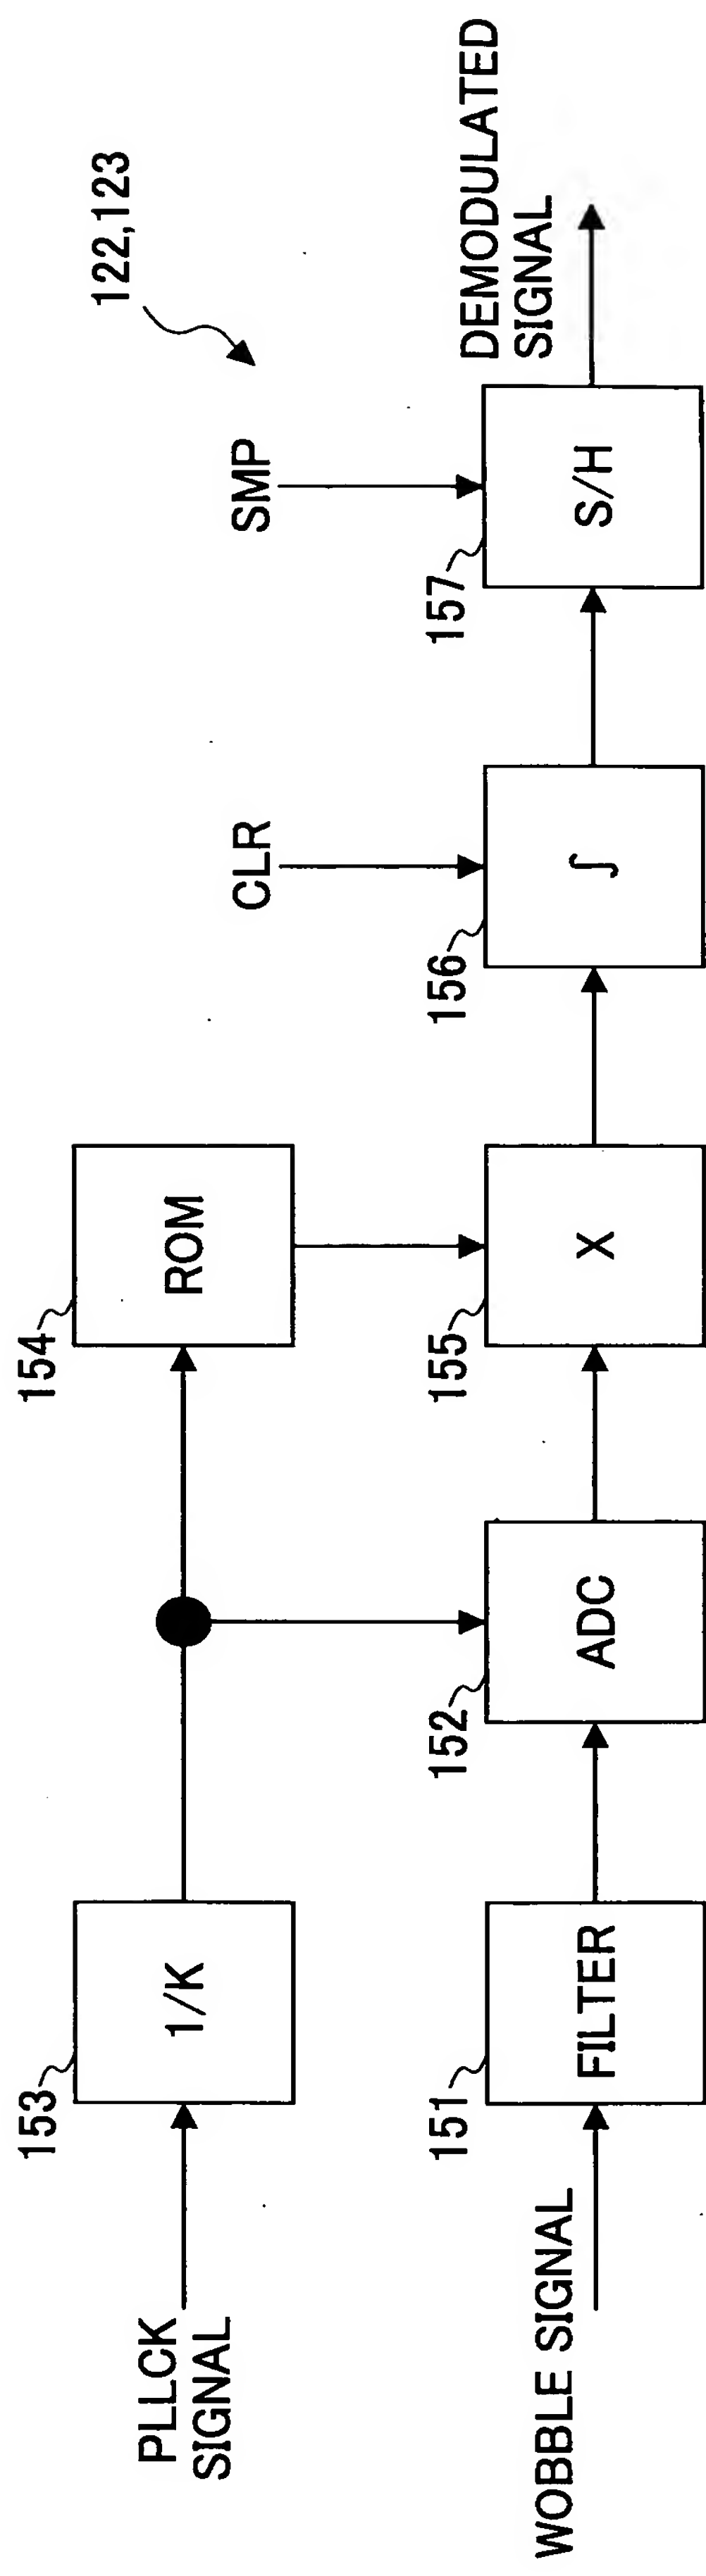 122,123
PLLCK
SIGNAL
153
1/K
154
ROM
CLR
SMP
WOBBLE SIGNAL
151
FILTER
152
ADC
155
X
156
∫
157
S/H
DEMODULATED
SIGNAL